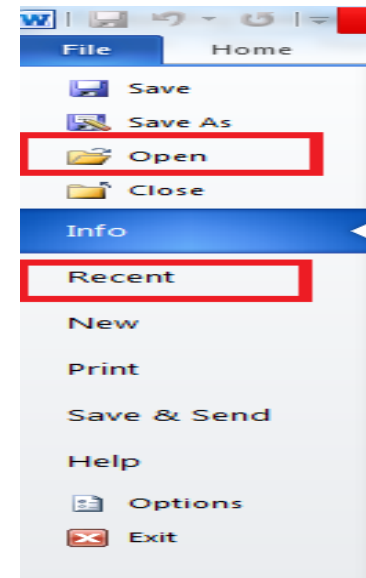 W
File Home
Save
Save As
Open
Close
Info
Recent
New
Print
Save & Send
Help
Options
Exit